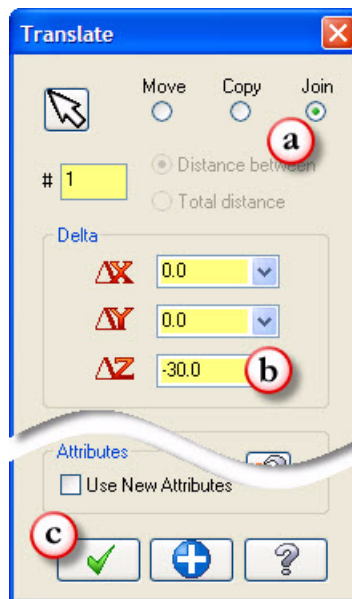 Translate
Move Copy Join
a
# 1
Distance between
Total distance
Delta
ΔX 0.0
ΔY 0.0
ΔZ -30.0
b
Attributes
Use New Attributes
c
?